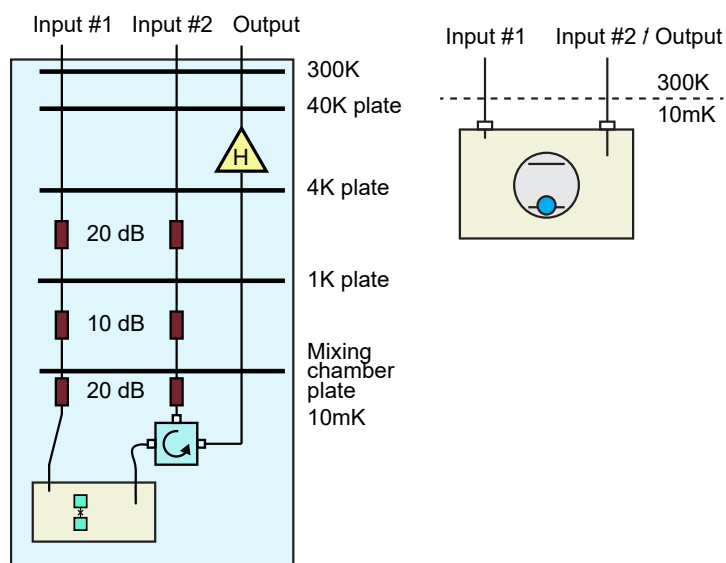 Input #1
Input #2
Output
300K
40K plate
H
4K plate
20 dB
1K plate
10 dB
Mixing
chamber
plate
20 dB
10mK
Input #1
Input #2 / Output
300K
10mK